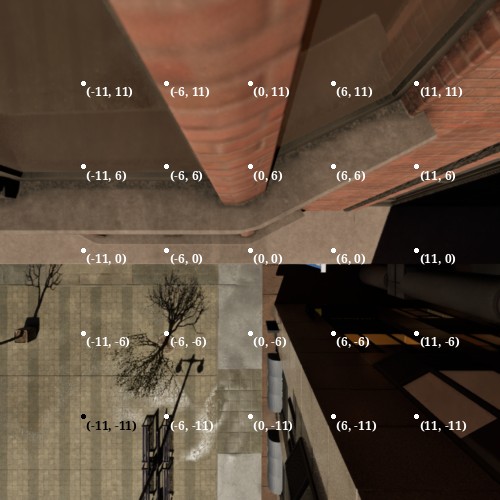 (-11, 11) (-6, 11) (0, 11) (6, 11) (11, 11)
(-11, 6) (-6, 6) (0, 6) (6, 6) (11, 6)
(-11, 0) (-6, 0) (0, 0) (6, 0) (11, 0)
(-11, -6) (-6, -6) (0, -6) (6, -6) (11, -6)
(-11, -11) (-6, -11) (0, -11) (6, -11) (11, -11)